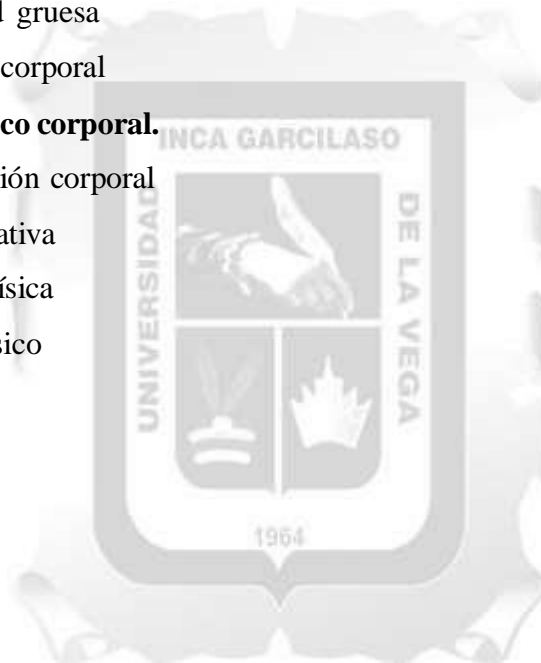 gruesa
corporal
co corporal.
ión corporal
ativa
ísica
sico
INCA GARCILASO
UNIVERSIDAD
DE LA VEGA
1964